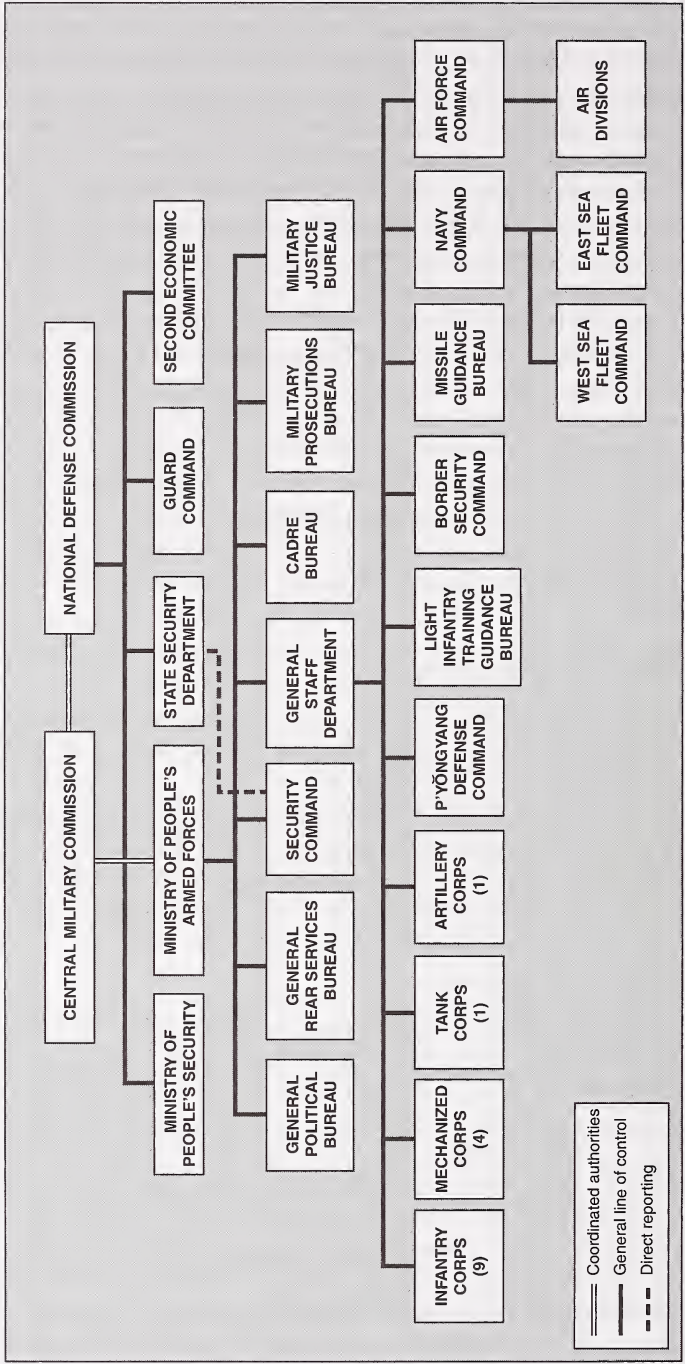 CENTRAL MILITARY COMMISSION
NATIONAL DEFENSE COMMISSION
MINISTRY OF
PEOPLE'S SECURITY
MINISTRY OF PEOPLE'S
ARMED FORCES
STATE SECURITY
DEPARTMENT
GUARD
COMMAND
SECOND ECONOMIC
COMMITTEE
GENERAL
POLITICAL
BUREAU
GENERAL
REAR SERVICES
BUREAU
SECURITY
COMMAND
GENERAL
STAFF
DEPARTMENT
CADRE
BUREAU
MILITARY
PROSECUTIONS
BUREAU
MILITARY
JUSTICE
BUREAU
INFANTRY
CORPS
(9)
MECHANIZED
CORPS
(4)
TANK
CORPS
(1)
ARTILLERY
CORPS
(1)
P'YŎNGYANG
DEFENSE
COMMAND
LIGHT
INFANTRY
TRAINING
GUIDANCE
BUREAU
BORDER
SECURITY
COMMAND
MISSILE
GUIDANCE
BUREAU
NAVY
COMMAND
AIR FORCE
COMMAND
WEST SEA
FLEET
COMMAND
EAST SEA
FLEET
COMMAND
AIR
DIVISIONS
Coordinated authorities
General line of control
Direct reporting